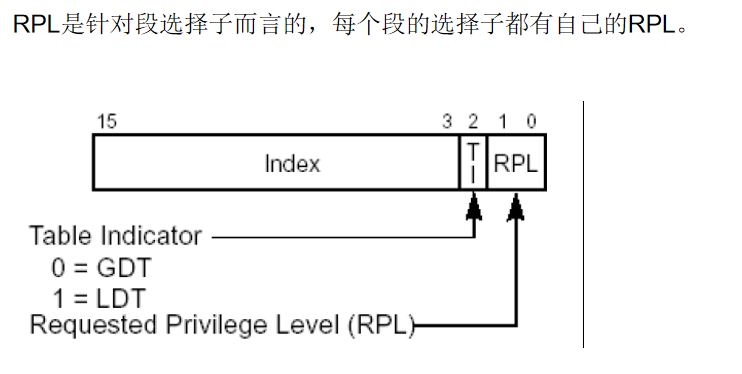 RPL是针对段选择子而言的，每个段的选择子都有自己的RPL。
15 3 2 1 0
Index TI RPL
Table Indicator
0 = GDT
1 = LDT
Requested Privilege Level (RPL)